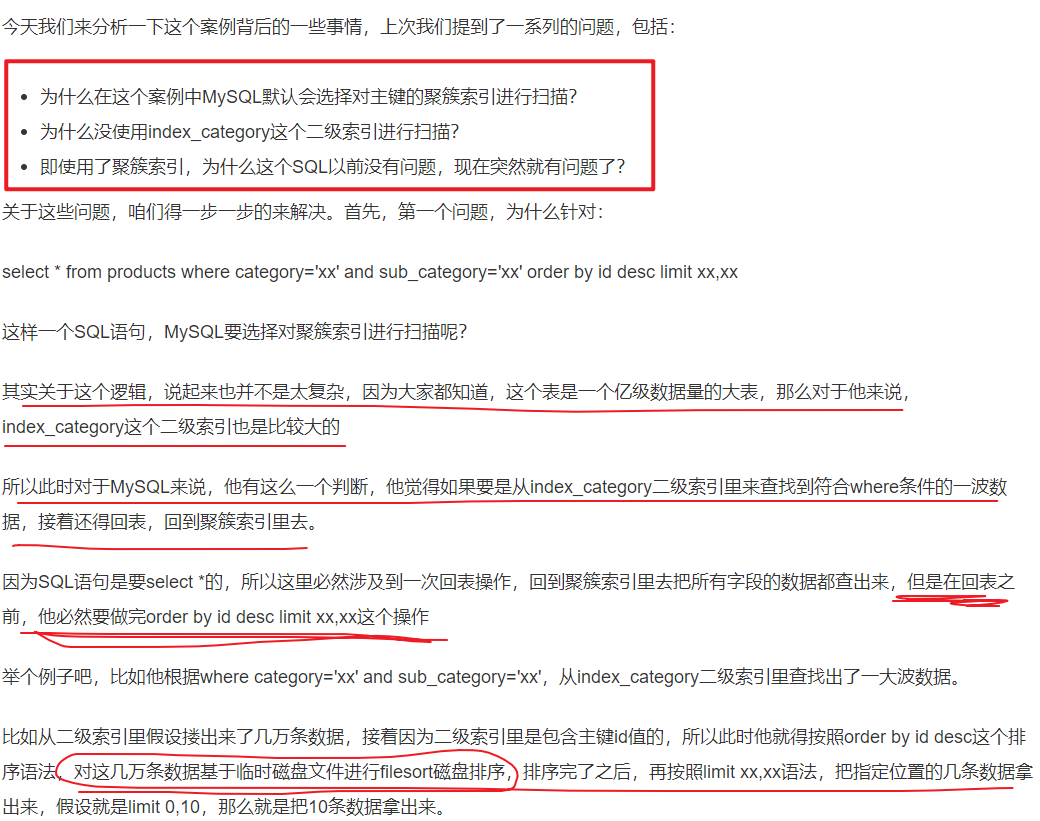 今天我们来分析一下这个案例背后的一些事情，上次我们提到了一系列的问题，包括：
• 为什么在这个案例中MySQL默认会选择对主键的聚簇索引进行扫描？
• 为什么没使用index_category这个二级索引进行扫描？
• 即使用了聚簇索引，为什么这个SQL以前没有问题，现在突然就有问题了？
关于这些问题，咱们得一步一步的来解决。首先，第一个问题，为什么针对：
select * from products where category='xx' and sub_category='xx' order by id desc limit xx,xx
这样一个SQL语句，MySQL要选择对聚簇索引进行扫描呢？
其实关于这个逻辑，说起来也并不是太复杂，因为大家都知道，这个表是一个亿级数据量的大表，那么对于他来说，
index_category这个二级索引也是比较大的
所以此时对于MySQL来说，他有这么一个判断，他觉得如果要是从index_category二级索引里来查找到符合where条件的一波数
据，接着还得回表，回到聚簇索引里去。
因为SQL语句是要select *的，所以这里必然涉及到一次回表操作，回到聚簇索引里去把所有字段的数据都查出来，但是在回表之
前，他必然要做完order by id desc limit xx,xx这个操作
举个例子吧，比如他根据where category='xx' and sub_category='xx'，从index_category二级索引里查找出了一大波数据。
比如从二级索引里假设搂出来了几万条数据，接着因为二级索引里是包含主键id值的，所以此时他就得按照order by id desc这个排
序语法，对这几万条数据基于临时磁盘文件进行filesort磁盘排序，排序完了之后，再按照limit xx,xx语法，把指定位置的几条数据拿
出来，假设就是limit 0,10，那么就是把10条数据拿出来。